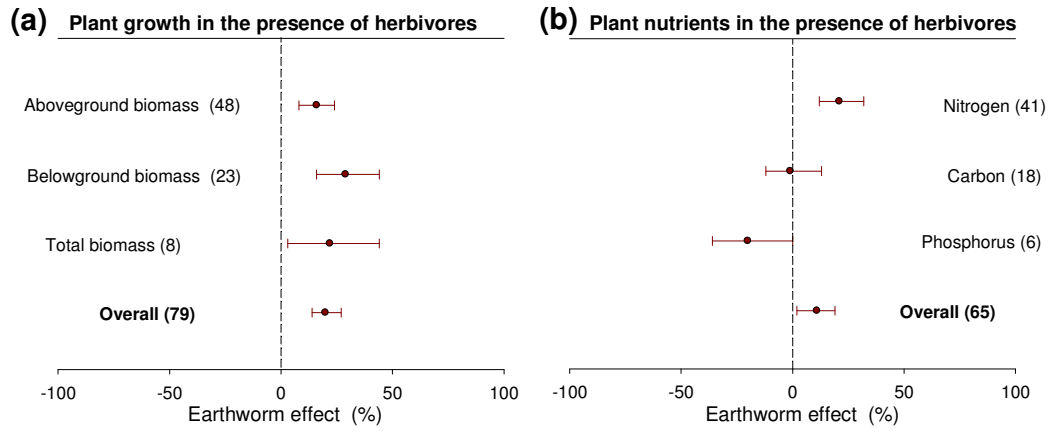 (a) Plant growth in the presence of herbivores
Aboveground biomass (48)
Belowground biomass (23)
Total biomass (8)
Overall (79)
-100 -50 0 50 100
Earthworm effect (%)
(b) Plant nutrients in the presence of herbivores
Nitrogen (41)
Carbon (18)
Phosphorus (6)
Overall (65)
-100 -50 0 50 100
Earthworm effect (%)